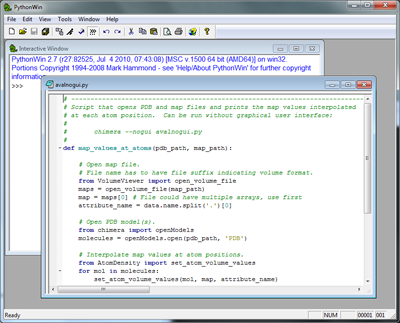 PythonWin
File Edit View Tools Window Help
Interactive Window
PythonWin 2.7 (r27:82525, Jul 4 2010, 07:43:08) [MSC v.1500 64 bit (AMD64)] on win32.
Portions Copyright 1994-2008 Mark Hammond - see 'Help/About PythonWin' for further copyright
information.
>>>
avalnogui.py
# Script that opens PDB and map files and prints the map values interpolated
# at each atom position. Can be run without graphical user interface:
#
# chimera --nogui avalnogui.py
#
def map_values_at_atoms(pdb_path, map_path):
# Open map file.
# File name has to have file suffix indicating volume format.
from VolumeViewer import open_volume_file
maps = open_volume_file(map_path)
map = maps[0] # File could have multiple arrays, use first
attribute_name = data.name.split('.')[0]
# Open PDB model(s).
from chimera import openModels
molecules = openModels.open(pdb_path, 'PDB')
# Interpolate map values at atom positions.
from AtomDensity import set_atom_volume_values
for mol in molecules:
set_atom_volume_values(mol, map, attribute_name)
Ready
NUM 00001 001